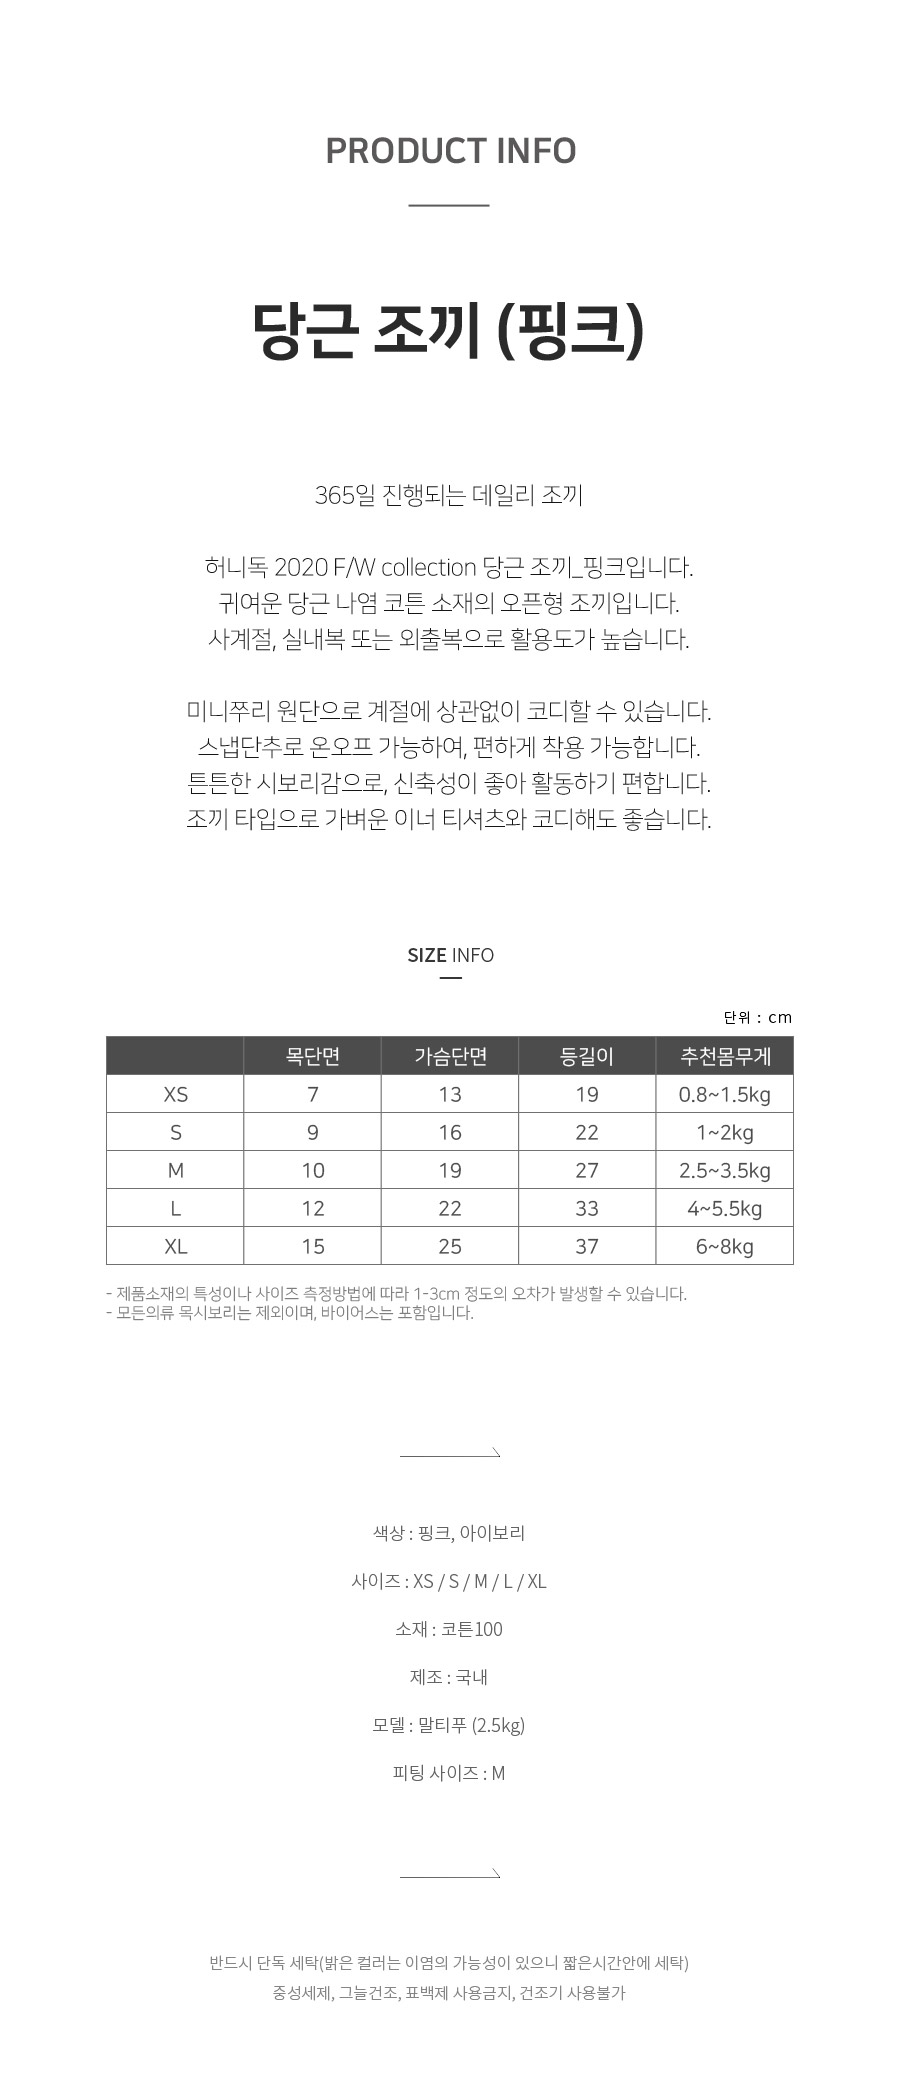 PRODUCT INFO
당근 조끼 (핑크)
365일 진행되는 데일리 조끼
허니독 2020 F/W collection 당근 조끼_핑크입니다.
귀여운 당근 나염 코튼 소재의 오픈형 조끼입니다.
사계절, 실내복 또는 외출복으로 활용도가 높습니다.
미니쭈리 원단으로 계절에 상관없이 코디할 수 있습니다.
스냅단추로 온오프 가능하여, 편하게 착용 가능합니다.
튼튼한 시보리감으로, 신축성이 좋아 활동하기 편합니다.
조끼 타입으로 가벼운 이너 티셔츠와 코디해도 좋습니다.
SIZE INFO
단위 : cm
목단면 가슴단면 등길이 추천몸무게
XS 7 13 19 0.8~1.5kg
S 9 16 22 1~2kg
M 10 19 27 2.5~3.5kg
L 12 22 33 4~5.5kg
XL 15 25 37 6~8kg
- 제품소재의 특성이나 사이즈 측정방법에 따라 1-3cm 정도의 오차가 발생할 수 있습니다.
- 모든의류 목시보리는 제외이며, 바이어스는 포함입니다.
색상 : 핑크, 아이보리
사이즈 : XS / S / M / L / XL
소재 : 코튼100
제조 : 국내
모델 : 말티푸 (2.5kg)
피팅 사이즈 : M
반드시 단독 세탁(밝은 컬러는 이염의 가능성이 있으니 짧은시간안에 세탁)
중성세제, 그늘건조, 표백제 사용금지, 건조기 사용불가